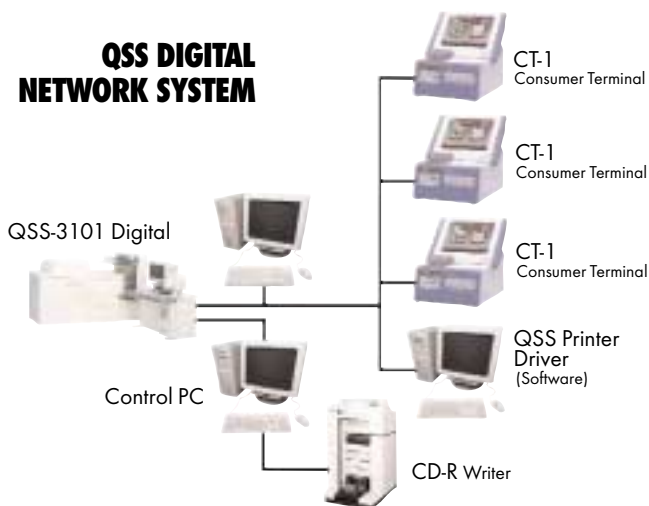 QSS DIGITAL
NETWORK SYSTEM
CT-1
Consumer Terminal
CT-1
Consumer Terminal
QSS-3101 Digital
CT-1
Consumer Terminal
QSS Printer
Driver
(Software)
Control PC
CD-R Writer